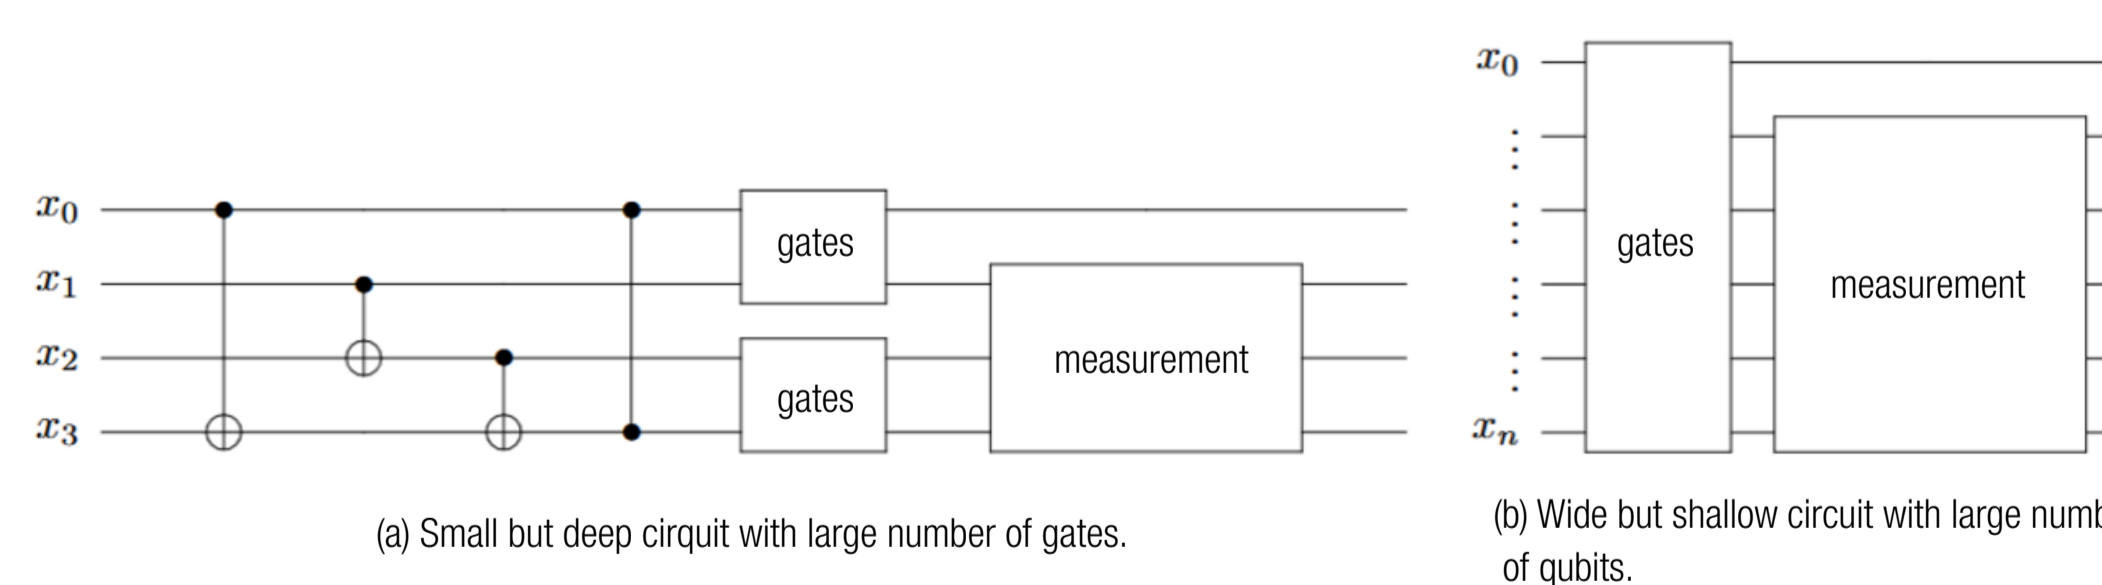 x0
x1
x2
x3
gates
gates
measurement
(a) Small but deep cirquit with large number of gates.
x0
⋮
⋮
⋮
⋮
xn
gates
measurement
(b) Wide but shallow circuit with large numb
of qubits.